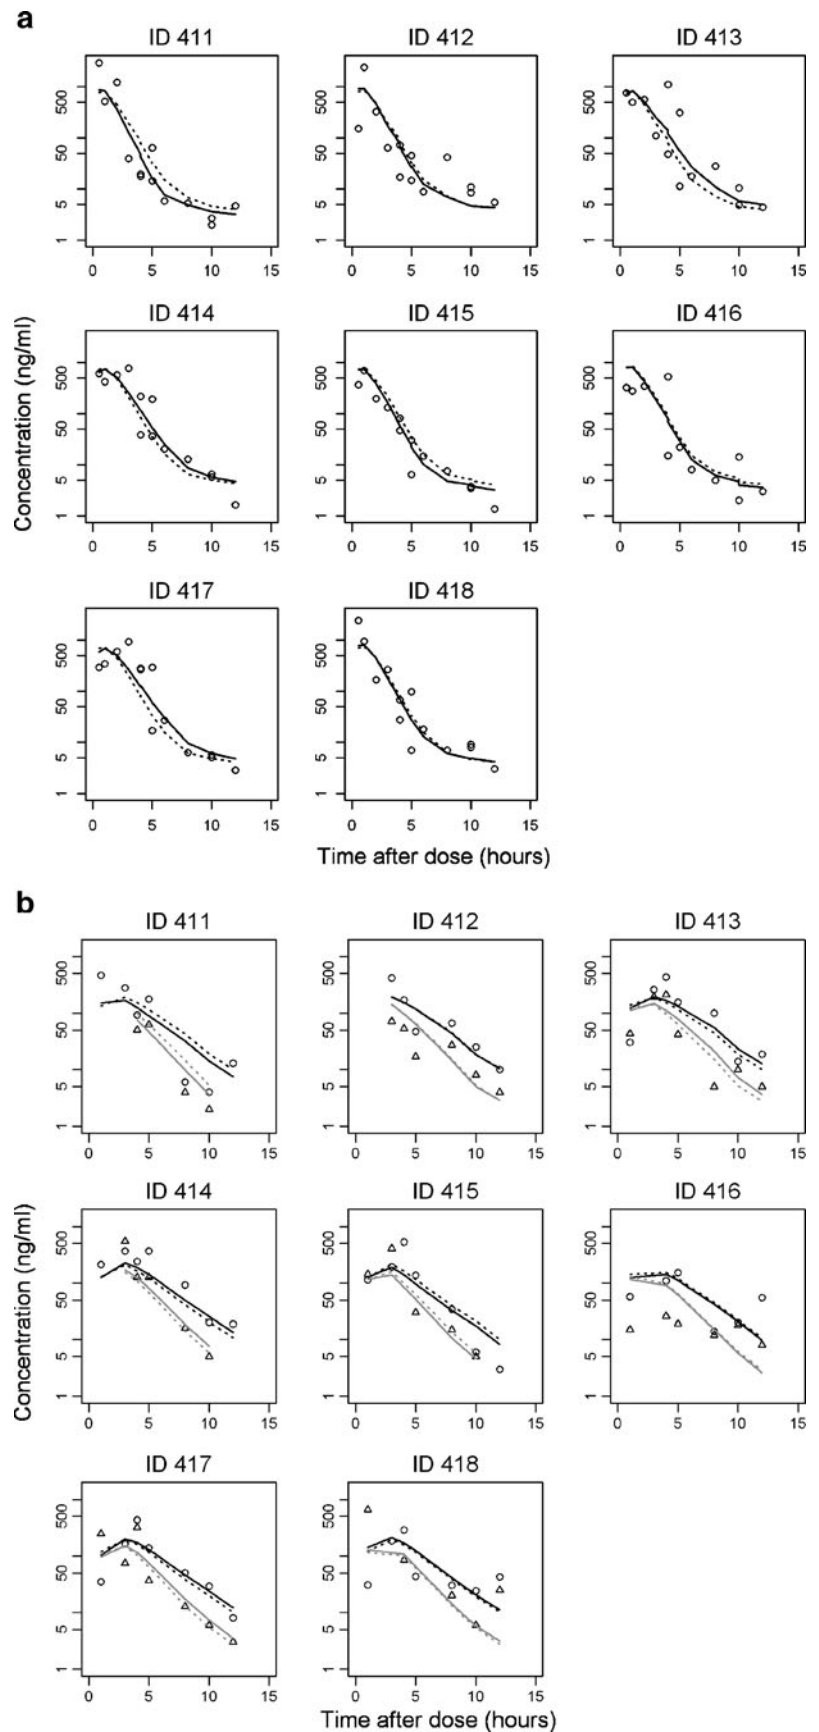 a
ID 411 ID 412 ID 413
500 500 500
50 50 50
5 5 5
1 1 1
0 5 10 15 0 5 10 15 0 5 10 15
ID 414 ID 415 ID 416
Concentration (ng/ml)
500 500 500
50 50 50
5 5 5
1 1 1
0 5 10 15 0 5 10 15 0 5 10 15
ID 417 ID 418
500 500
50 50
5 5
1 1
0 5 10 15 0 5 10 15
Time after dose (hours)
b
ID 411 ID 412 ID 413
500 500 500
50 50 50
5 5 5
1 1 1
0 5 10 15 0 5 10 15 0 5 10 15
ID 414 ID 415 ID 416
Concentration (ng/ml)
500 500 500
50 50 50
5 5 5
1 1 1
0 5 10 15 0 5 10 15 0 5 10 15
ID 417 ID 418
500 500
50 50
5 5
1 1
0 5 10 15 0 5 10 15
Time after dose (hours)